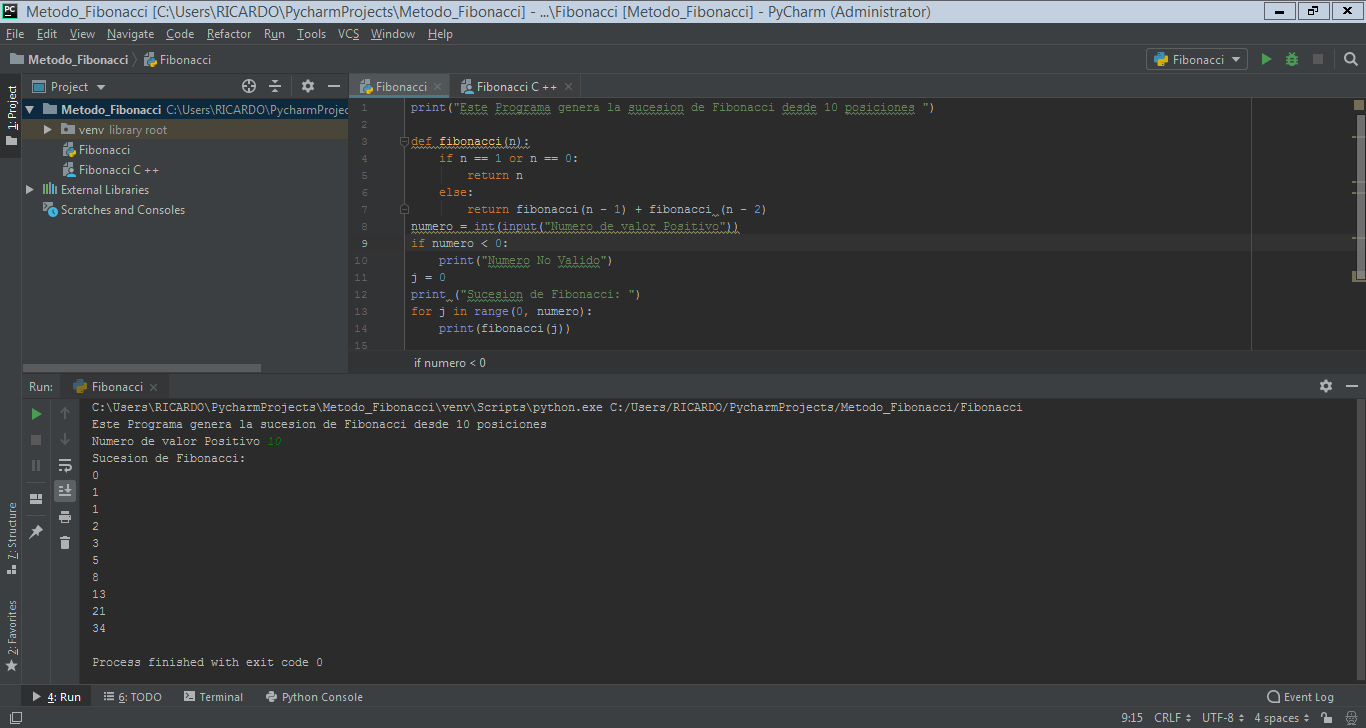 Metodo_Fibonacci [C:\Users\RICARDO\PycharmProjects\Metodo_Fibonacci] - ...\Fibonacci [Metodo_Fibonacci] - PyCharm (Administrator)
File Edit View Navigate Code Refactor Run Tools VCS Window Help
Metodo_Fibonacci Fibonacci
Fibonacci
1: Project
Project
Metodo_Fibonacci C:\Users\RICARDO\PycharmProjec
venv library root
Fibonacci
Fibonacci C ++
External Libraries
Scratches and Consoles
Fibonacci Fibonacci C ++
1 print("Este Programa genera la sucesion de Fibonacci desde 10 posiciones ")
2
3 def fibonacci(n):
4 if n == 1 or n == 0:
5 return n
6 else:
7 return fibonacci(n - 1) + fibonacci (n - 2)
8 numero = int(input("Numero de valor Positivo"))
9 if numero < 0:
10 print("Numero No Valido")
11 j = 0
12 print ("Sucesion de Fibonacci: ")
13 for j in range(0, numero):
14 print(fibonacci(j))
15
if numero < 0
Run: Fibonacci
C:\Users\RICARDO\PycharmProjects\Metodo_Fibonacci\venv\Scripts\python.exe C:/Users/RICARDO/PycharmProjects/Metodo_Fibonacci/Fibonacci
Este Programa genera la sucesion de Fibonacci desde 10 posiciones
Numero de valor Positivo 10
Sucesion de Fibonacci:
0
1
1
2
3
5
8
13
21
34
Process finished with exit code 0
7: Structure
2: Favorites
4: Run 6: TODO Terminal Python Console Event Log
9:15 CRLF UTF-8 4 spaces